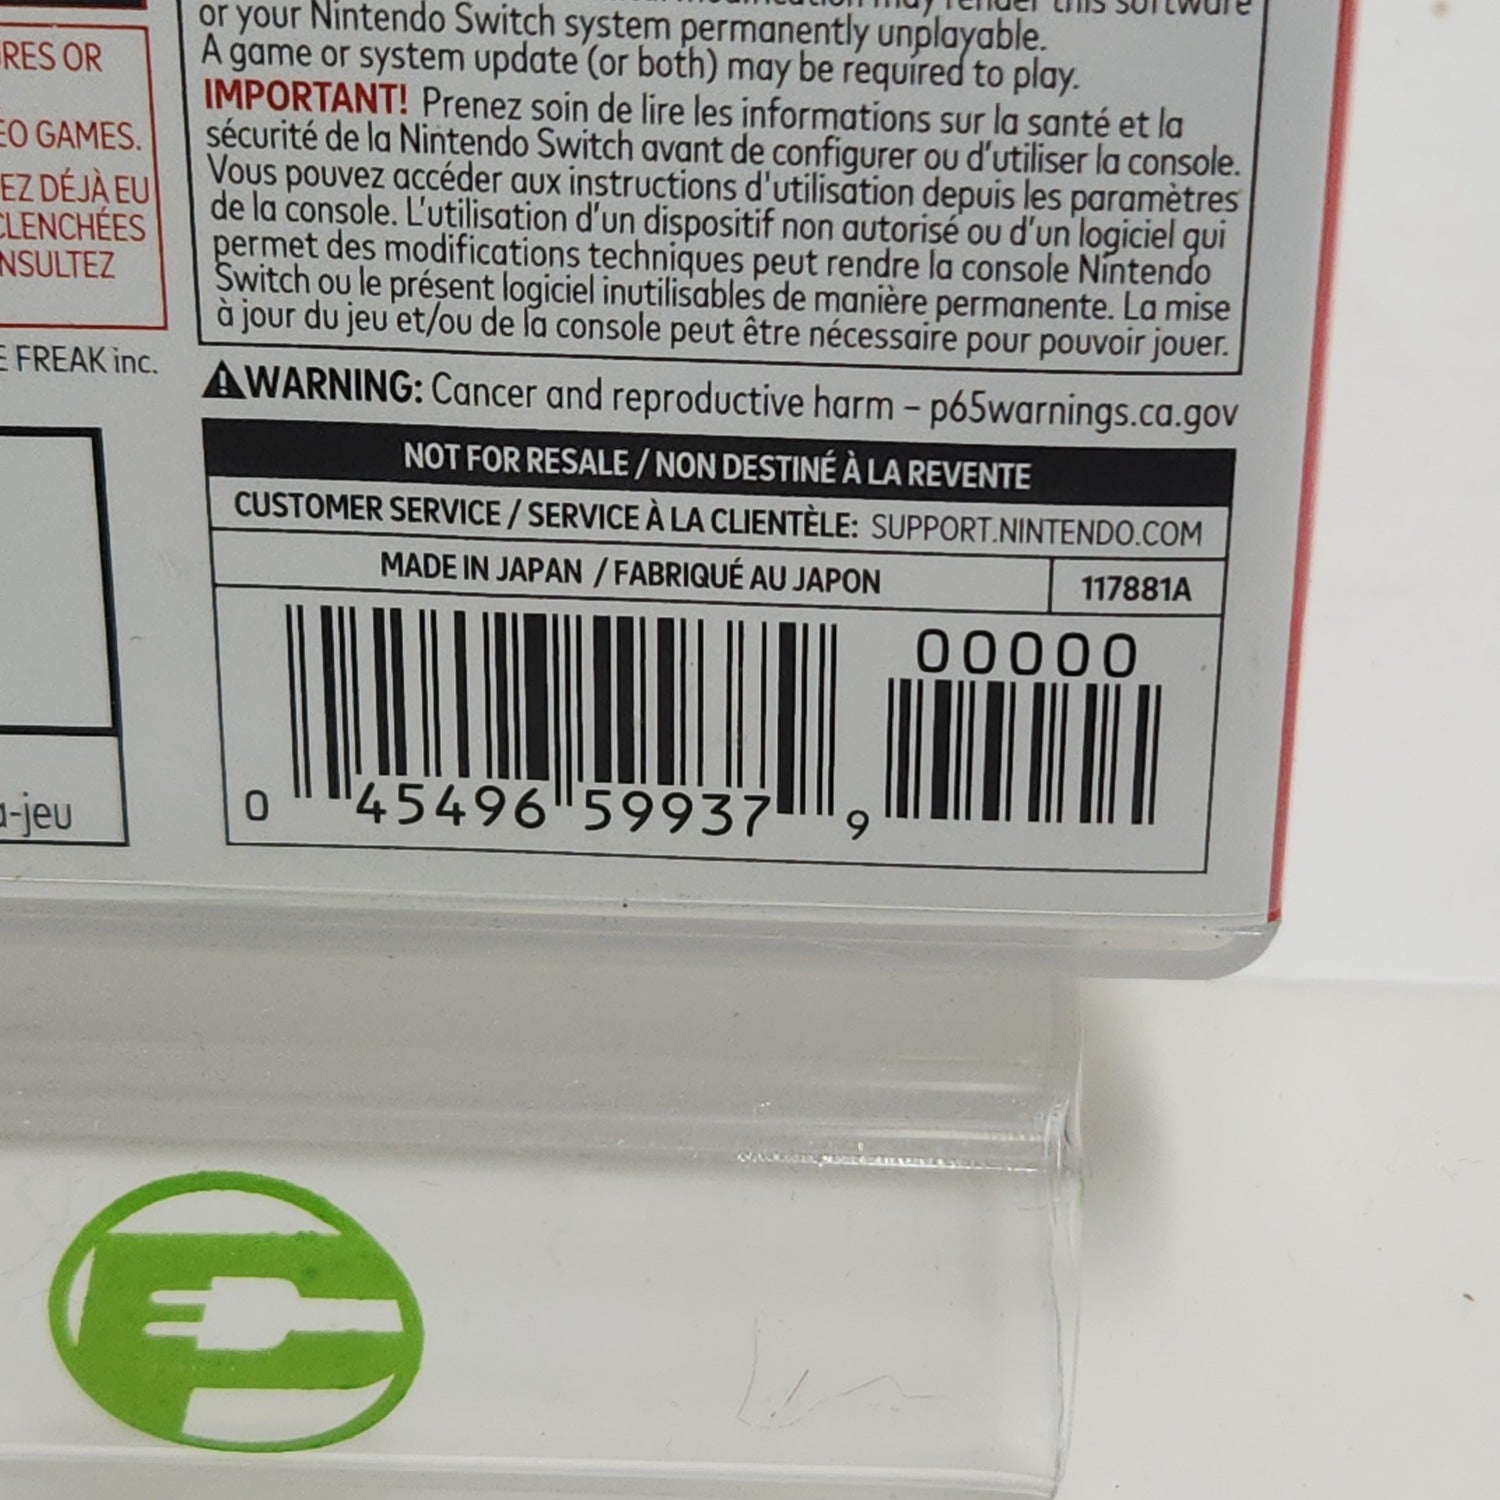 RES OR
EO GAMES.
EZ DÉJÀ EU
CLENCHÉES
NSULTEZ
E FREAK inc.
a-jeu
may render this software
or your Nintendo Switch system permanently unplayable.
A game or system update (or both) may be required to play.
IMPORTANT! Prenez soin de lire les informations sur la santé et la
sécurité de la Nintendo Switch avant de configurer ou d'utiliser la console.
Vous pouvez accéder aux instructions d'utilisation depuis les paramètres
de la console. L'utilisation d'un dispositif non autorisé ou d'un logiciel qui
permet des modifications techniques peut rendre la console Nintendo
Switch ou le présent logiciel inutilisables de manière permanente. La mise
à jour du jeu et/ou de la console peut être nécessaire pour pouvoir jouer.
WARNING: Cancer and reproductive harm – p65warnings.ca.gov
NOT FOR RESALE / NON DESTINÉ À LA REVENTE
CUSTOMER SERVICE / SERVICE À LA CLIENTÈLE: SUPPORT.NINTENDO.COM
MADE IN JAPAN / FABRIQUÉ AU JAPON 117881A
00000
0 45496 59937 9